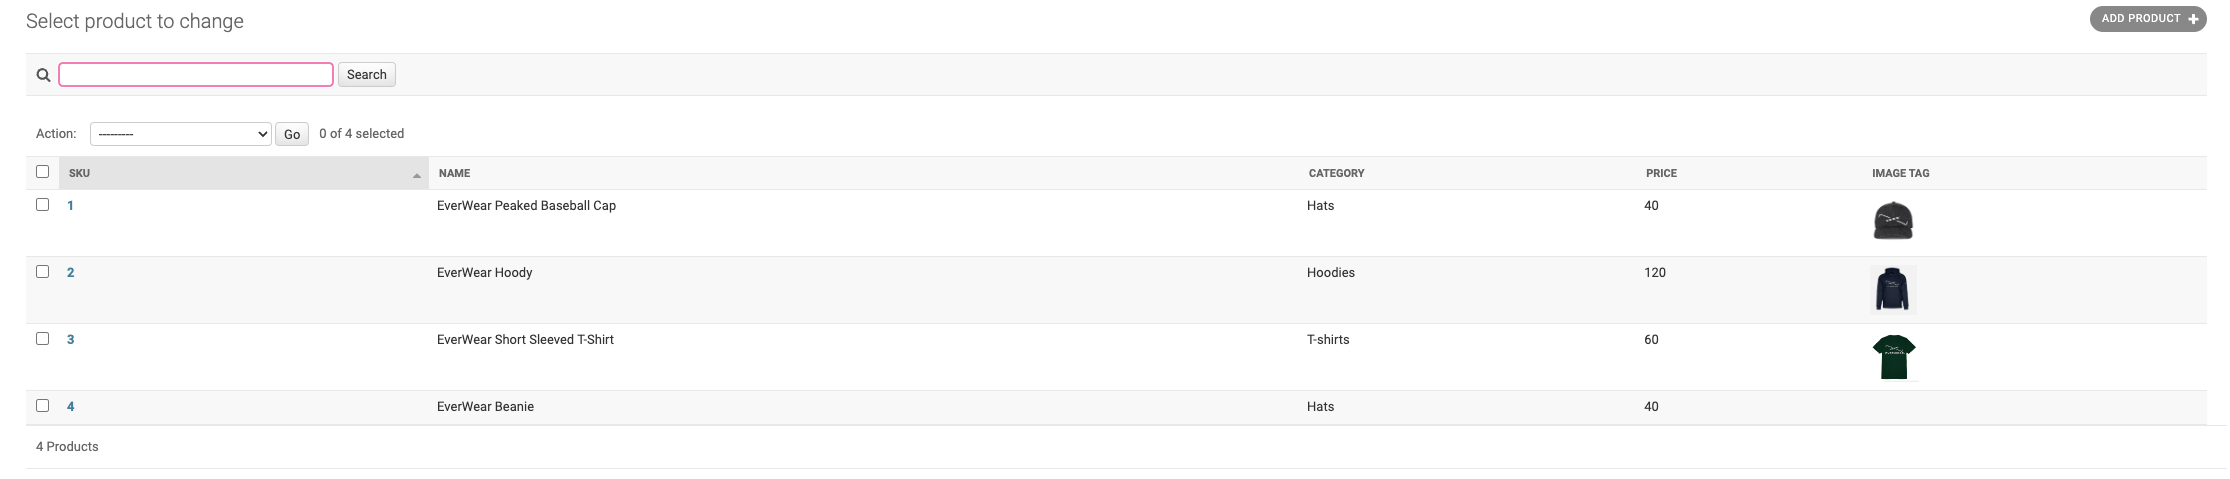 Select product to change
ADD PRODUCT
Search
Action: --------- Go 0 of 4 selected
SKU NAME CATEGORY PRICE IMAGE TAG
1 EverWear Peaked Baseball Cap Hats 40
2 EverWear Hoody Hoodies 120
3 EverWear Short Sleeved T-Shirt T-shirts 60
4 EverWear Beanie Hats 40
4 Products